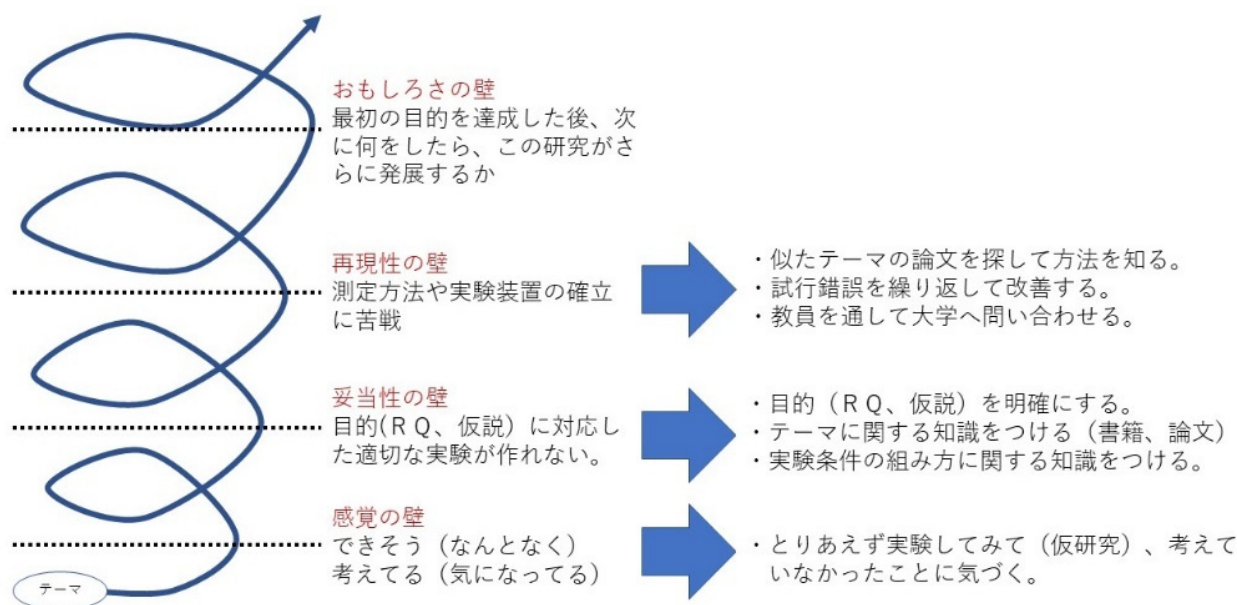 おもしろさの壁
最初の目的を達成した後、次
に何をしたら、この研究がさ
らに発展するか
再現性の壁
測定方法や実験装置の確立
に苦戦
・似たテーマの論文を探して方法を知る。
・試行錯誤を繰り返して改善する。
・教員を通して大学へ問い合わせる。
妥当性の壁
目的(ＲＱ、仮説）に対応し
た適切な実験が作れない。
・目的（ＲＱ、仮説）を明確にする。
・テーマに関する知識をつける（書籍、論文）
・実験条件の組み方に関する知識をつける。
感覚の壁
できそう（なんとなく）
考えてる（気になってる）
・とりあえず実験してみて（仮研究）、考えて
いなかったことに気づく。
テーマ